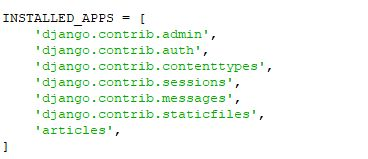 INSTALLED_APPS = [
    'django.contrib.admin',
    'django.contrib.auth',
    'django.contrib.contenttypes',
    'django.contrib.sessions',
    'django.contrib.messages',
    'django.contrib.staticfiles',
    'articles',
]